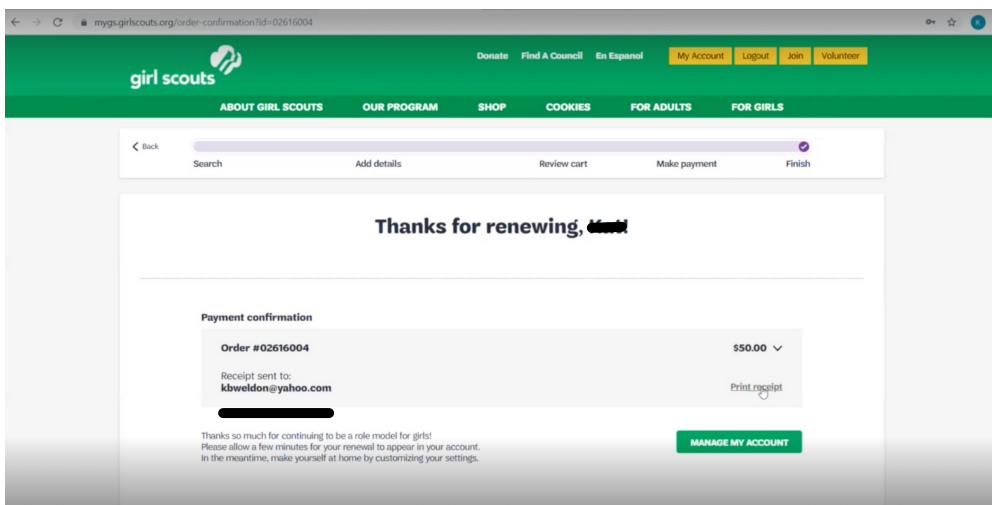 mygs.girlscouts.org/order-confirmation?id=02616004
K
girl scouts
Donate Find A Council En Espanol My Account Logout Join Volunteer
ABOUT GIRL SCOUTS OUR PROGRAM SHOP COOKIES FOR ADULTS FOR GIRLS
Back
Search Add details Review cart Make payment Finish
Thanks for renewing,
Payment confirmation
Order #02616004 $50.00
Receipt sent to:
kbweldon@yahoo.com Print receipt
Thanks so much for continuing to be a role model for girls!
Please allow a few minutes for your renewal to appear in your account.
In the meantime, make yourself at home by customizing your settings.
MANAGE MY ACCOUNT